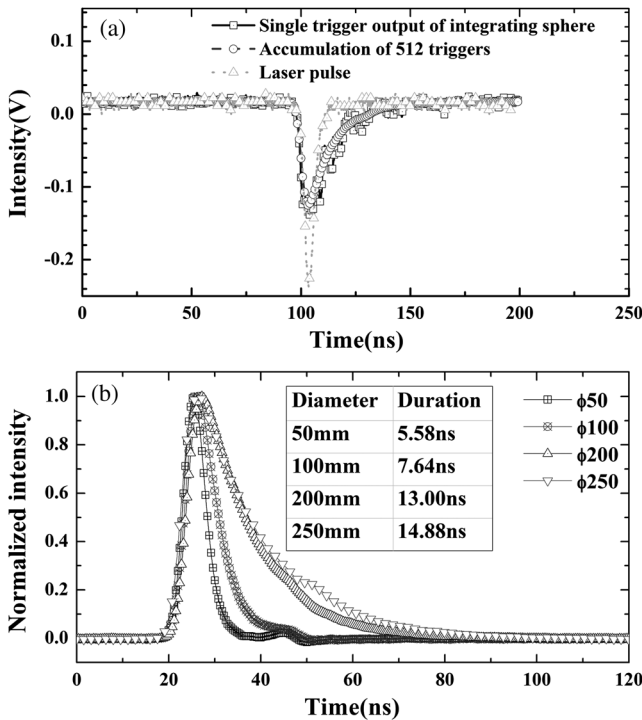 (a)
Single trigger output of integrating sphere
Accumulation of 512 triggers
Laser pulse
0.1
0.0
-0.1
-0.2
Intensity(V)
0 50 100 150 200 250
Time(ns)
(b)
Diameter Duration
50mm 5.58ns
100mm 7.64ns
200mm 13.00ns
250mm 14.88ns
ϕ50
ϕ100
ϕ200
ϕ250
1.0
0.8
0.6
0.4
0.2
0.0
Normalized intensity
0 20 40 60 80 100 120
Time(ns)